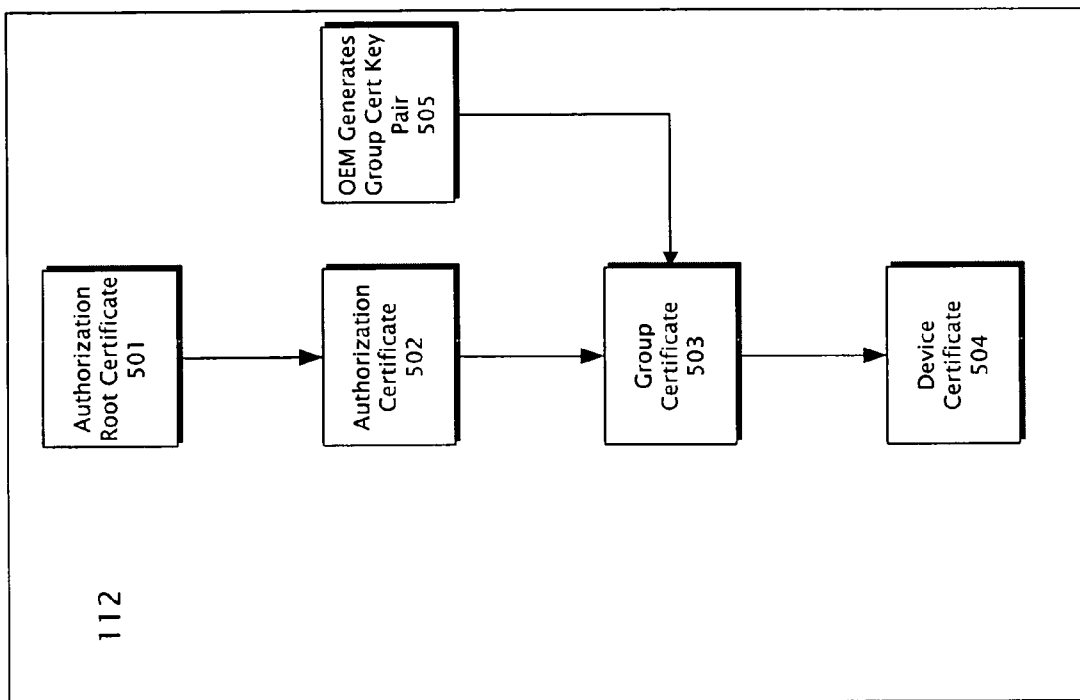 112
Authorization
Root Certificate
501
Authorization
Certificate
502
Group
Certificate
503
Device
Certificate
504
OEM Generates
Group Cert Key
Pair
505